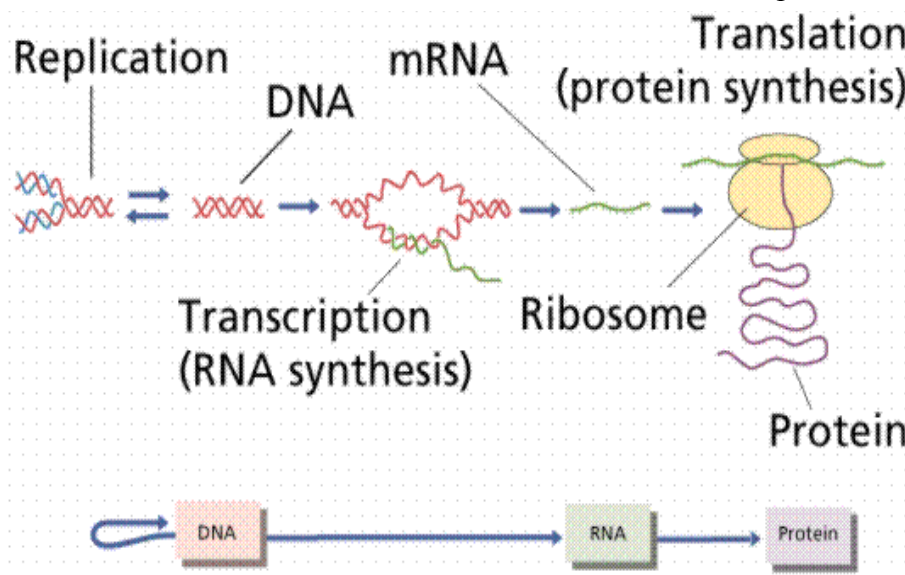 Replication
DNA
mRNA
Translation
(protein synthesis)
Transcription
(RNA synthesis)
Ribosome
Protein
DNA
RNA
Protein